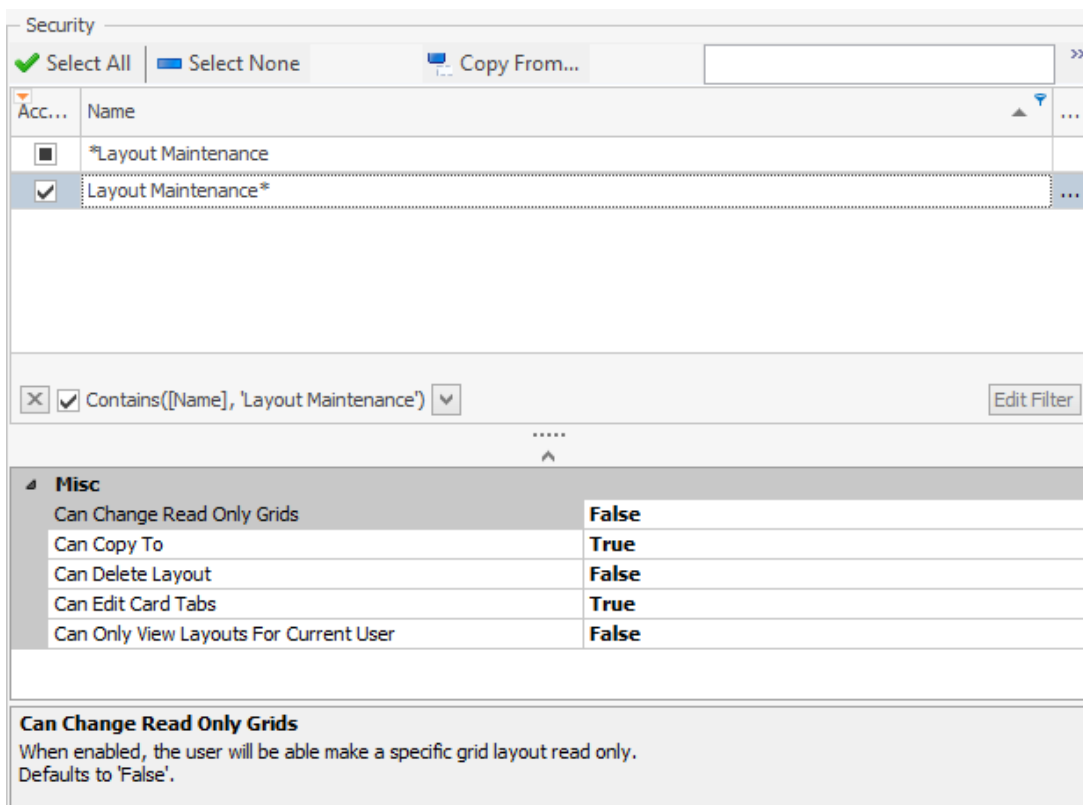 Security
Select All Select None Copy From... »
Acc... Name ...
*Layout Maintenance
Layout Maintenance* ...
Contains([Name], 'Layout Maintenance') Edit Filter
Misc
Can Change Read Only Grids False
Can Copy To True
Can Delete Layout False
Can Edit Card Tabs True
Can Only View Layouts For Current User False
Can Change Read Only Grids
When enabled, the user will be able make a specific grid layout read only.
Defaults to 'False'.